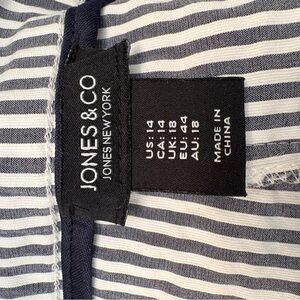 JONES & CO
JONES NEW YORK
US: 14
CA: 14
UK: 18
EU: 44
AU: 18
MADE IN
CHINA